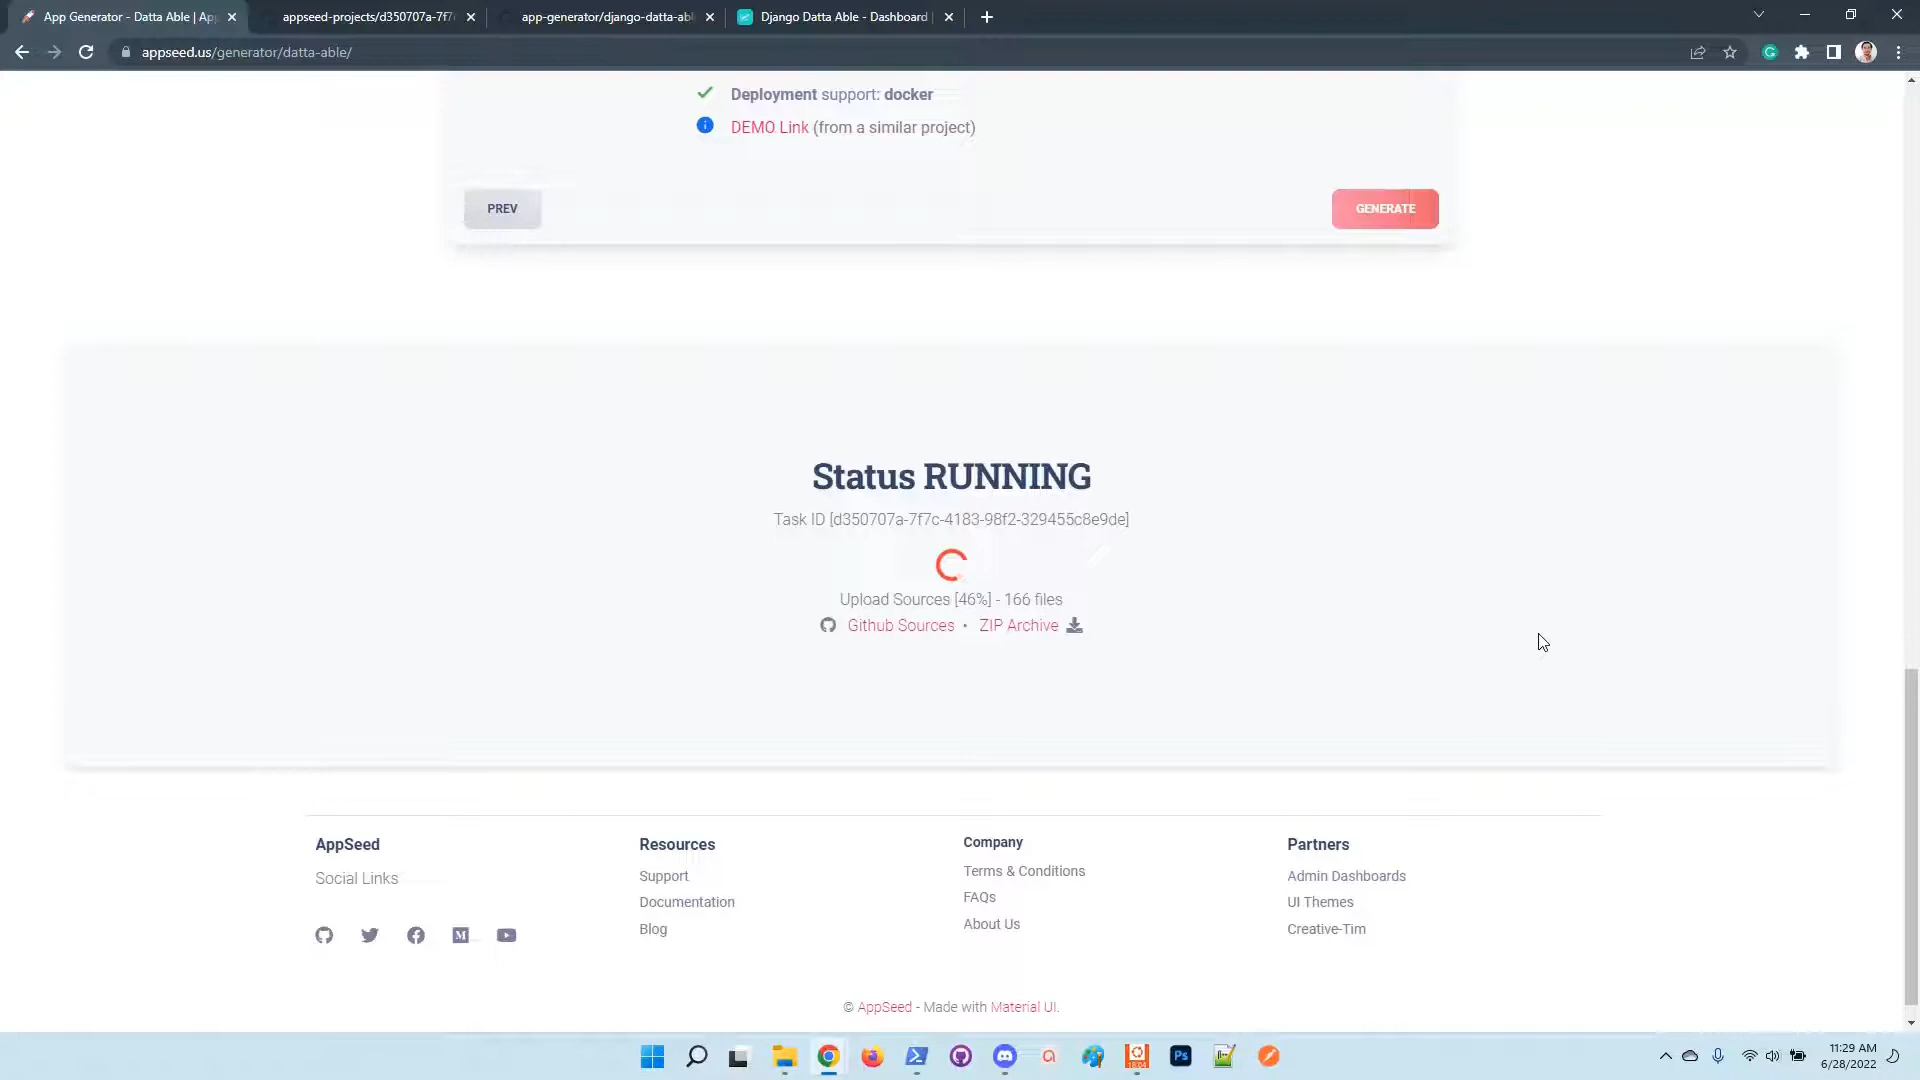 App Generator - Datta Able | Ap
appseed-projects/d350707a-7f7
app-generator/django-datta-abl
Django Datta Able - Dashboard |
appseed.us/generator/datta-able/
Deployment support: docker
DEMO Link (from a similar project)
PREV
GENERATE
Status RUNNING
Task ID [d350707a-7f7c-4183-98f2-329455c8e9de]
Upload Sources [46%] - 166 files
Github Sources • ZIP Archive
AppSeed
Social Links
Resources
Support
Documentation
Blog
Company
Terms & Conditions
FAQs
About Us
Partners
Admin Dashboards
UI Themes
Creative-Tim
© AppSeed - Made with Material UI.
11:29 AM
6/28/2022